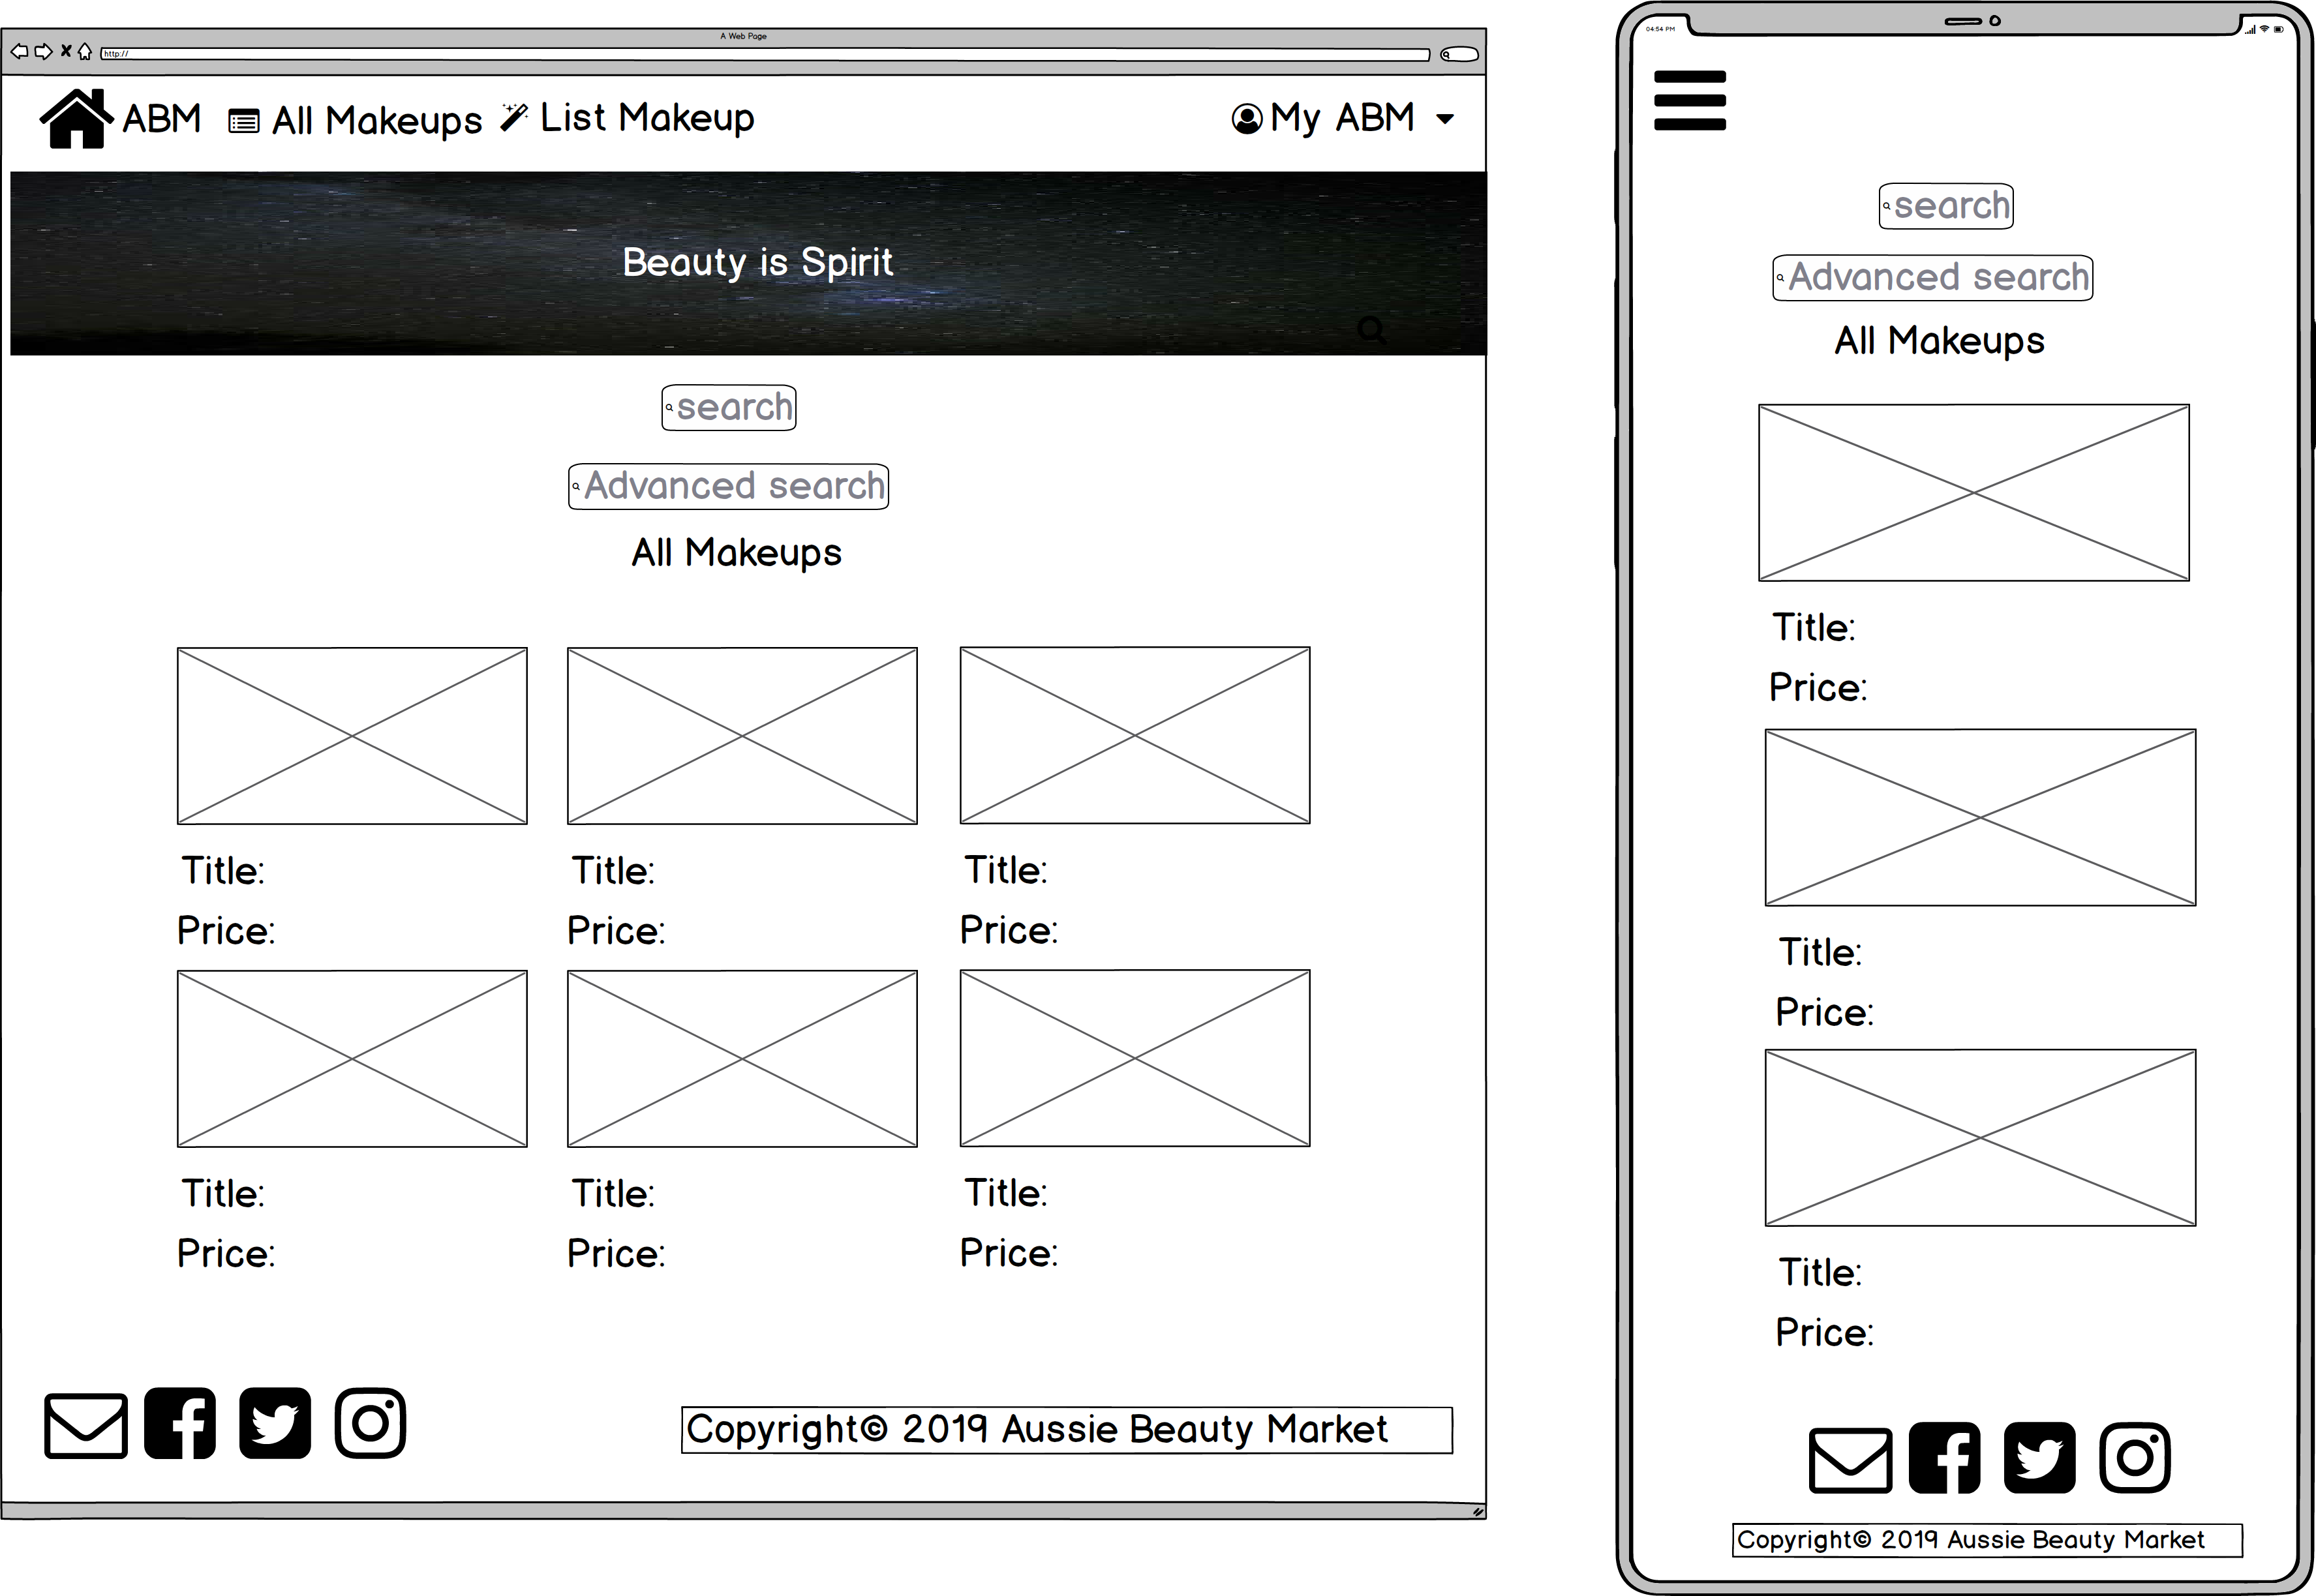 A Web Page
http://
ABM All Makeups List Makeup My ABM
Beauty is Spirit
search
Advanced search
All Makeups
Title: Title: Title:
Price: Price: Price:
Title: Title: Title:
Price: Price: Price:
Copyright© 2019 Aussie Beauty Market
04:54 PM
search
Advanced search
All Makeups
Title:
Price:
Title:
Price:
Title:
Price:
Copyright© 2019 Aussie Beauty Market